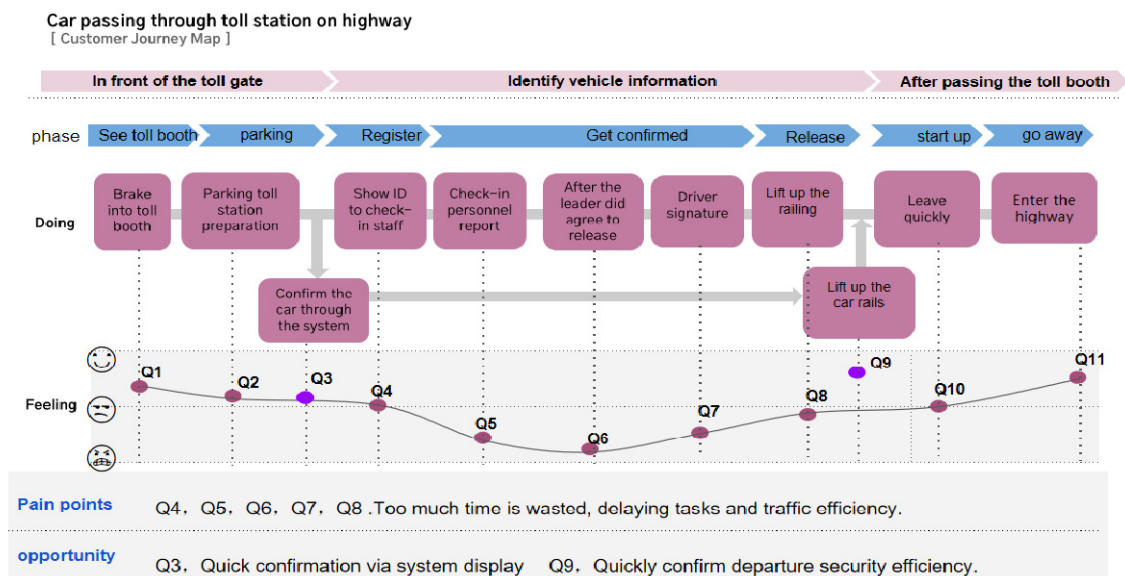 Car passing through toll station on highway
[ Customer Journey Map ]
In front of the toll gate
Identify vehicle information
After passing the toll booth
phase
See toll booth
parking
Register
Get confirmed
Release
start up
go away
Doing
Brake
into toll
booth
Parking toll
station
preparation
Show ID
to check-
in staff
Check-in
personnel
report
After the
leader did
agree to
release
Driver
signature
Lift up the
railing
Leave
quickly
Enter the
highway
Confirm the
car through
the system
Lift up the
car rails
Feeling
Q1
Q2
Q3
Q4
Q5
Q6
Q7
Q8
Q9
Q10
Q11
Pain points
Q4, Q5, Q6, Q7, Q8 .Too much time is wasted, delaying tasks and traffic efficiency.
opportunity
Q3, Quick confirmation via system display Q9, Quickly confirm departure security efficiency.